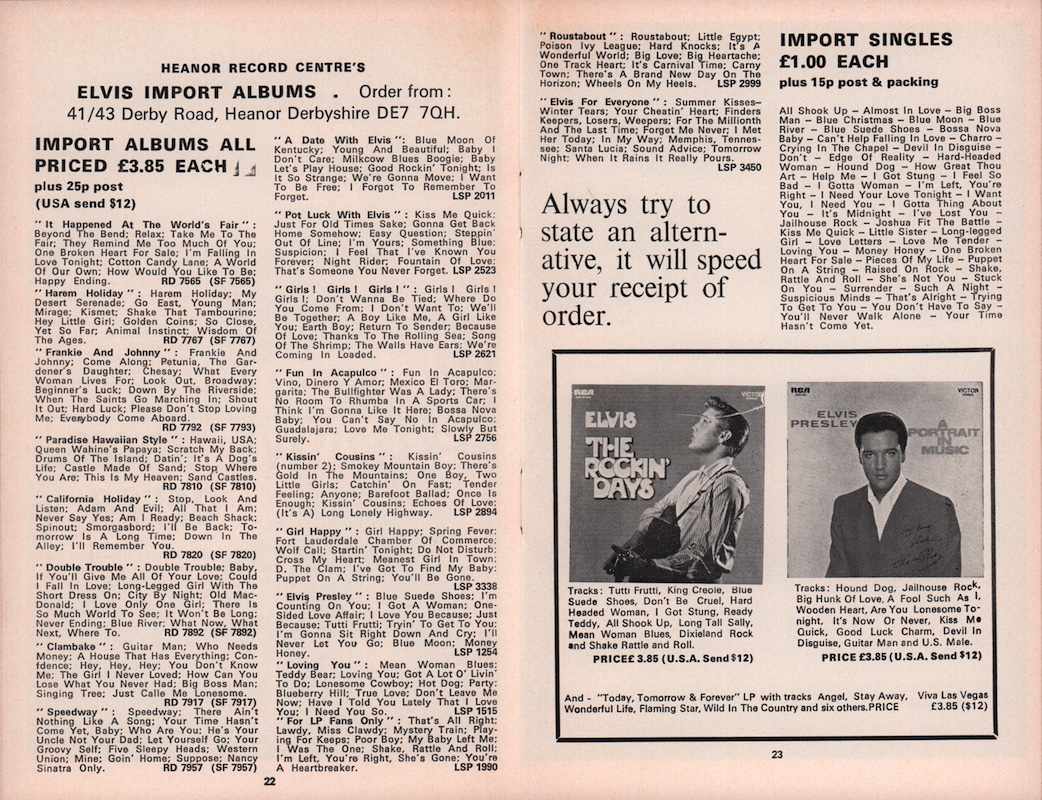 HEANOR RECORD CENTRE'S
ELVIS IMPORT ALBUMS . Order from :
41/43 Derby Road, Heanor Derbyshire DE7 7QH.
IMPORT ALBUMS ALL
PRICED £3.85 EACH
plus 25p post
(USA send $12)
" It Happened At The World's Fair " :
Beyond The Bend; Relax; Take Me To The
Fair; They Remind Me Too Much Of You;
One Broken Heart For Sale; I'm Falling In
Love Tonight; Cotton Candy Lane; A World
Of Our Own; How Would You Like To Be;
Happy Ending. RD 7565 (SF 7565)
" Harem Holiday " : Harem Holiday; My
Desert Serenade; Go East, Young Man;
Mirage; Kismet; Shake That Tambourine;
Hey Little Girl; Golden Coins; So Close,
Yet So Far; Animal Instinct; Wisdom Of
The Ages. RD 7767 (SF 7767)
" Frankie And Johnny " : Frankie And
Johnny; Come Along; Petunia, The Gar-
dener's Daughter; Chesay; What Every
Woman Lives For; Look Out, Broadway;
Beginner's Luck; Down By The Riverside;
When The Saints Go Marching In; Shout
It Out; Hard Luck; Please Don't Stop Loving
Me; Everybody Come Aboard.
RD 7792 (SF 7793)
" Paradise Hawaiian Style " : Hawaii, USA;
Queen Wahine's Papaya; Scratch My Back;
Drums Of The Island; Datin'; It's A Dog's
Life; Castle Made Of Sand; Stop Where
You Are; This Is My Heaven; Sand Castles.
RD 7810 (SF 7810)
" California Holiday " : Stop, Look And
Listen; Adam And Evil; All That I Am;
Never Say Yes; Am I Ready; Beach Shack;
Spinout; Smorgasbord; I'll Be Back; To-
morrow Is A Long Time; Down In The
Alley; I'll Remember You.
RD 7820 (SF 7820)
" Double Trouble " : Double Trouble; Baby,
If You'll Give Me All Of Your Love; Could
I Fall In Love; Long-Legged Girl With The
Short Dress On; City By Night; Old Mac-
Donald; I Love Only One Girl; There Is
So Much World To See; It Won't Be Long;
Never Ending; Blue River; What Now, What
Next, Where To. RD 7892 (SF 7892)
" Clambake " : Guitar Man; Who Needs
Money; A House That Has Everything; Con-
fdence; Hey, Hey, Hey; You Don't Know
Me; The Girl I Never Loved; How Can You
Lose What You Never Had; Big Boss Man;
Singing Tree; Just Calle Me Lonesome.
RD 7917 (SF 7917)
" Speedway " : Speedway; There Ain't
Nothing Like A Song; Your Time Hasn't
Come Yet, Baby; Who Are You; He's Your
Uncle Not Your Dad; Let Yourself Go; Your
Groovy Self; Five Sleepy Heads; Western
Union; Mine; Goin' Home; Suppose; Nancy
Sinatra Only. RD 7957 (SF 7957)
" A Date With Elvis " : Blue Moon Of
Kentucky; Young And Beautiful; Baby I
Don't Care; Milkcow Blues Boogie; Baby
Let's Play House; Good Rockin' Tonight; Is
It So Strange; We're Gonna Move; I Want
To Be Free; I Forgot To Remember To
Forget. LSP 2011
" Pot Luck With Elvis " : Kiss Me Quick;
Just For Old Times Sake; Gonna Get Back
Home Somehow; Easy Question; Steppin'
Out Of Line; I'm Yours; Something Blue;
Suspicion; I Feel That I've Known You
Forever; Night Rider; Fountain Of Love;
That's Someone You Never Forget. LSP 2523
" Girls ! Girls ! Girls ! " : Girls ! Girls !
Girls !; Don't Wanna Be Tied; Where Do
You Come From; I Don't Want To; We'll
Be Together; A Boy Like Me, A Girl Like
You; Earth Boy; Return To Sender; Because
Of Love; Thanks To The Rolling Sea; Song
Of The Shrimp; The Walls Have Ears; We're
Coming In Loaded. LSP 2621
" Fun In Acapulco " : Fun In Acapulco;
Vino, Dinero Y Amor; Mexico El Toro; Mar-
garita; The Bullfighter Was A Lady; There's
No Room To Rhumba In A Sports Car; I
Think I'm Gonna Like It Here; Bossa Nova
Baby; You Can't Say No In Acapulco;
Guadalajara; Love Me Tonight; Slowly But
Surely. LSP 2756
" Kissin' Cousins " : Kissin' Cousins
(number 2); Smokey Mountain Boy; There's
Gold In The Mountains; One Boy, Two
Little Girls; Catchin' On Fast; Tender
Feeling; Anyone; Barefoot Ballad; Once Is
Enough; Kissin' Cousins; Echoes Of Love;
(It's A) Long Lonely Highway. LSP 2894
" Girl Happy " : Girl Happy; Spring Fever;
Fort Lauderdale Chamber Of Commerce;
Wolf Call; Startin' Tonight; Do Not Disturb;
Cross My Heart; Meanest Girl In Town;
D. The Clam; I've Got To Find My Baby;
Puppet On A String; You'll Be Gone.
LSP 3338
" Elvis Presley " : Blue Suede Shoes; I'm
Counting On You; I Got A Woman; One-
Sided Love Affair; I Love You Because; Just
Because; Tutti Frutti; Tryin' To Get To You;
I'm Gonna Sit Right Down And Cry; I'll
Never Let You Go; Blue Moon; Money
Honey. LSP 1254
" Loving You " : Mean Woman Blues;
Teddy Bear; Loving You; Got A Lot O' Livin'
To Do; Lonesome Cowboy; Hot Dog; Party;
Blueberry Hill; True Love; Don't Leave Me
Now; Have I Told You Lately That I Love
You; I Need You So. LSP 1515
" For LP Fans Only " : That's All Right;
Lawdy, Miss Clawdy; Mystery Train; Play-
ing For Keeps; Poor Boy; My Baby Left Me;
I Was The One; Shake, Rattle And Roll;
I'm Left, You're Right, She's Gone; You're
A Heartbreaker. LSP 1990
22
" Roustabout " : Roustabout; Little Egypt;
Poison Ivy League; Hard Knocks; It's A
Wonderful World; Big Love; Big Heartache;
One Track Heart; It's Carnival Time; Carny
Town; There's A Brand New Day On The
Horizon; Wheels On My Heels. LSP 2999
" Elvis For Everyone " : Summer Kisses—
Winter Tears; Your Cheatin' Heart; Finders
Keepers, Losers, Weepers; For The Millionth
And The Last Time; Forget Me Never; I Met
Her Today; In My Way; Memphis, Tennes-
see; Santa Lucia; Sound Advice; Tomorrow
Night; When It Rains It Really Pours.
LSP 3450
Always try to
state an altern-
ative, it will speed
your receipt of
order.
IMPORT SINGLES
£1.00 EACH
plus 15p post & packing
All Shook Up — Almost In Love — Big Boss
Man — Blue Christmas — Blue Moon — Blue
River — Blue Suede Shoes — Bossa Nova
Baby — Can't Help Falling In Love — Charro —
Crying In The Chapel — Devil In Disguise —
Don't — Edge Of Reality — Hard-Headed
Woman — Hound Dog — How Great Thou
Art — Help Me — I Got Stung — I Feel So
Bad — I Gotta Woman — I'm Left, You're
Right — I Need Your Love Tonight — I Want
You, I Need You — I Gotta Thing About
You — It's Midnight — I've Lost You —
Jailhouse Rock — Joshua Fit The Battle —
Kiss Me Quick — Little Sister — Long-legged
Girl — Love Letters — Love Me Tender —
Loving You — Money Honey — One Broken
Heart For Sale — Pieces Of My Life — Puppet
On A String — Raised On Rock — Shake,
Rattle And Roll — She's Not You — Stuck
On You — Surrender — Such A Night —
Suspicious Minds — That's Alright — Trying
To Get To You — You Don't Have To Say —
You'll Never Walk Alone — Your Time
Hasn't Come Yet.
RCA VICTOR
ELVIS
THE
ROCKIN'
DAYS
RCA VICTOR
ELVIS
PRESLEY
A
PORTRAIT
IN
MUSIC
Tracks: Tutti Frutti, King Creole, Blue
Suede Shoes, Don't Be Cruel, Hard
Headed Woman, I Got Stung, Ready
Teddy, All Shook Up, Long Tall Sally,
Mean Woman Blues, Dixieland Rock
and Shake Rattle and Roll.
PRICE£ 3.85 (U.S.A. Send $12)
Tracks: Hound Dog, Jailhouse Rock,
Big Hunk Of Love, A Fool Such As I,
Wooden Heart, Are You Lonesome To-
night, It's Now Or Never, Kiss Me
Quick, Good Luck Charm, Devil In
Disguise, Guitar Man and U.S. Male.
PRICE £3.85 (U.S.A. Send $12)
And - "Today, Tomorrow & Forever" LP with tracks Angel, Stay Away, Viva Las Vegas
Wonderful Life, Flaming Star, Wild In The Country and six others.PRICE £3.85 ($12)
23